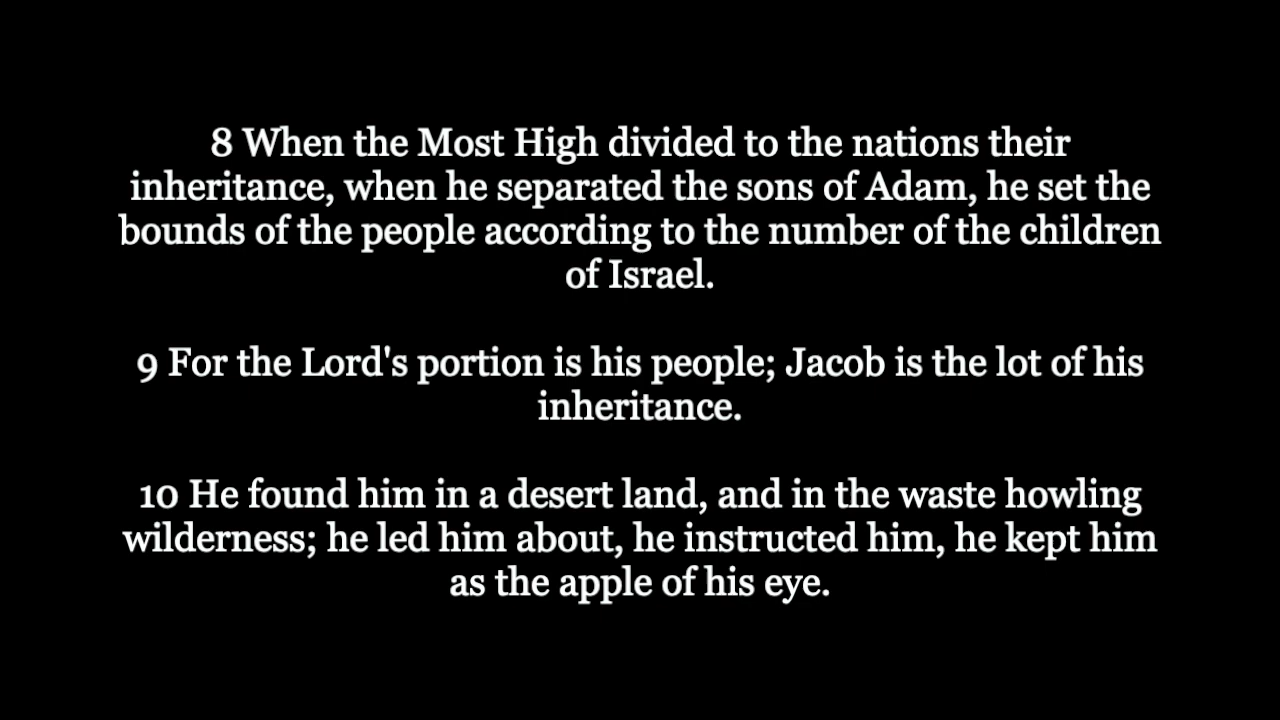 8 When the Most High divided to the nations their
inheritance, when he separated the sons of Adam, he set the
bounds of the people according to the number of the children
of Israel.
9 For the Lord's portion is his people; Jacob is the lot of his
inheritance.
10 He found him in a desert land, and in the waste howling
wilderness; he led him about, he instructed him, he kept him
as the apple of his eye.